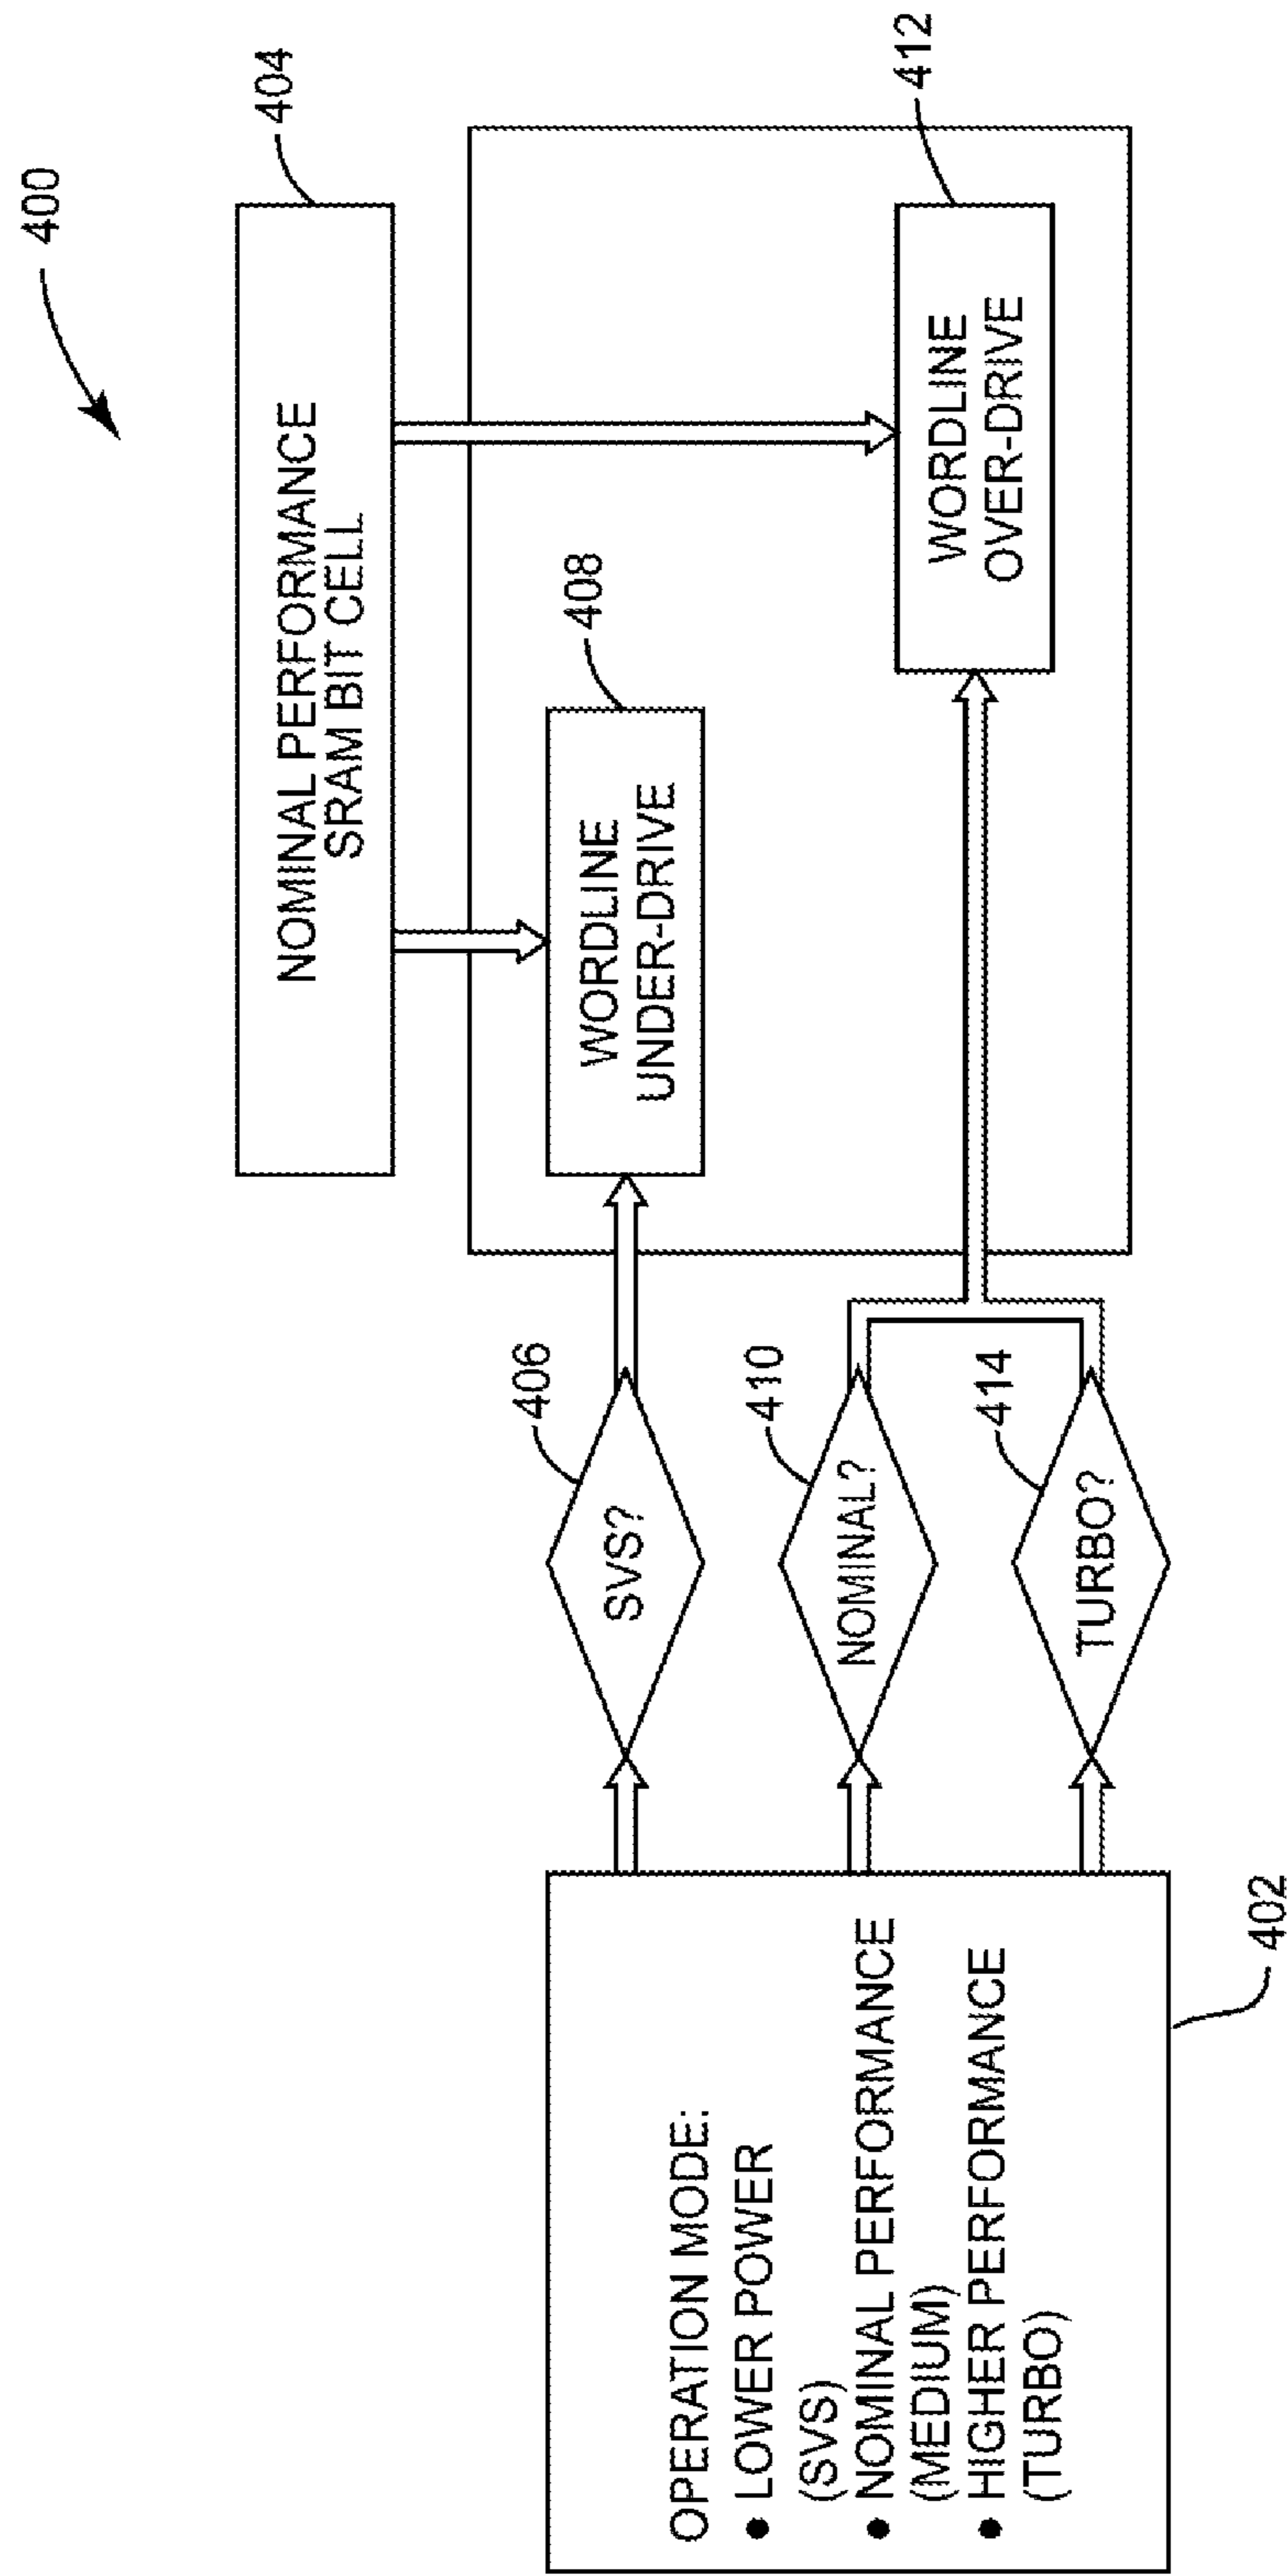 400
404
NOMINAL PERFORMANCE
SRAM BIT CELL
408
WORDLINE
UNDER-DRIVE
412
WORDLINE
OVER-DRIVE
406
SVS?
410
NOMINAL?
414
TURBO?
OPERATION MODE:
● LOWER POWER
(SVS)
● NOMINAL PERFORMANCE
(MEDIUM)
● HIGHER PERFORMANCE
(TURBO)
402